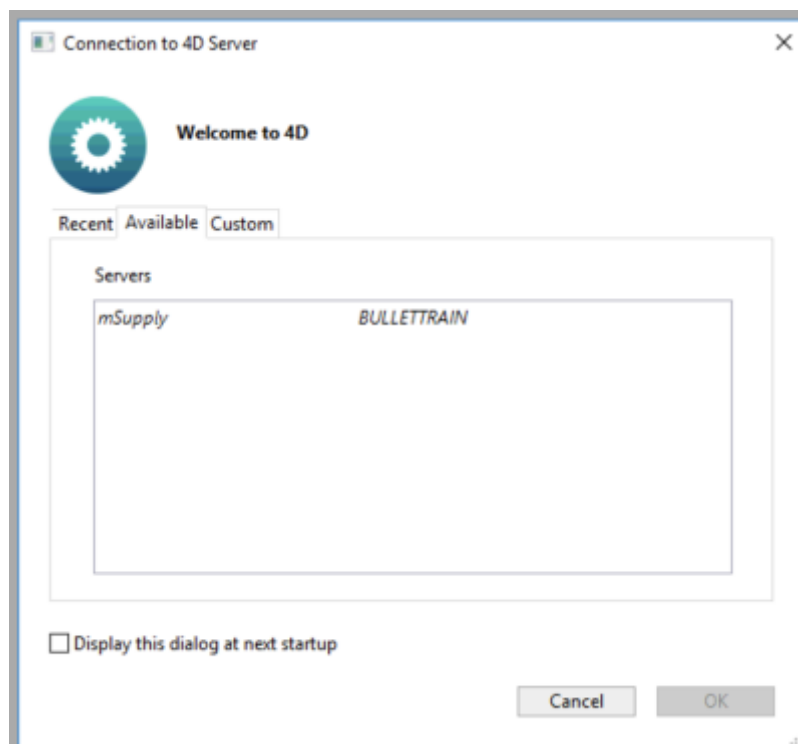 Connection to 4D Server
Welcome to 4D
Recent Available Custom
Servers
mSupply BULLETTRAIN
Display this dialog at next startup
Cancel OK